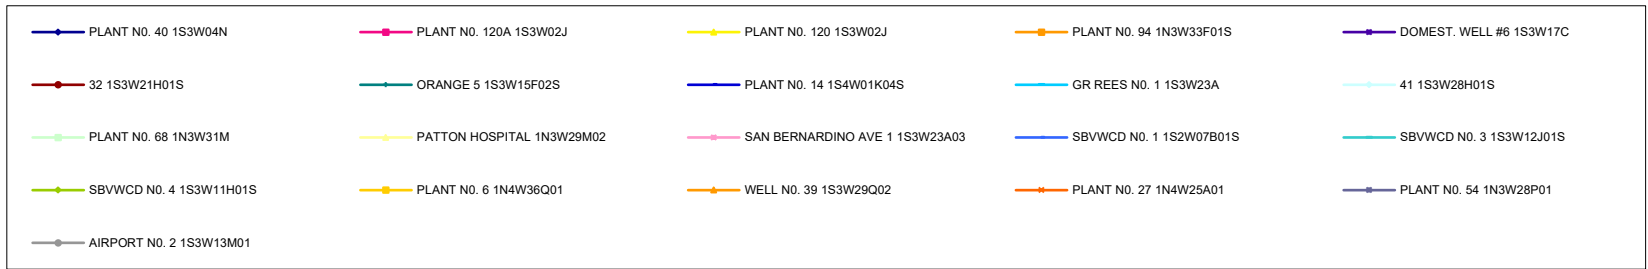 PLANT N0. 40 1S3W04N
PLANT N0. 120A 1S3W02J
PLANT N0. 120 1S3W02J
PLANT N0. 94 1N3W33F01S
DOMEST. WELL #6 1S3W17C
32 1S3W21H01S
ORANGE 5 1S3W15F02S
PLANT N0. 14 1S4W01K04S
GR REES N0. 1 1S3W23A
41 1S3W28H01S
PLANT N0. 68 1N3W31M
PATTON HOSPITAL 1N3W29M02
SAN BERNARDINO AVE 1 1S3W23A03
SBVWCD N0. 1 1S2W07B01S
SBVWCD N0. 3 1S3W12J01S
SBVWCD N0. 4 1S3W11H01S
PLANT N0. 6 1N4W36Q01
WELL N0. 39 1S3W29Q02
PLANT N0. 27 1N4W25A01
PLANT N0. 54 1N3W28P01
AIRPORT N0. 2 1S3W13M01